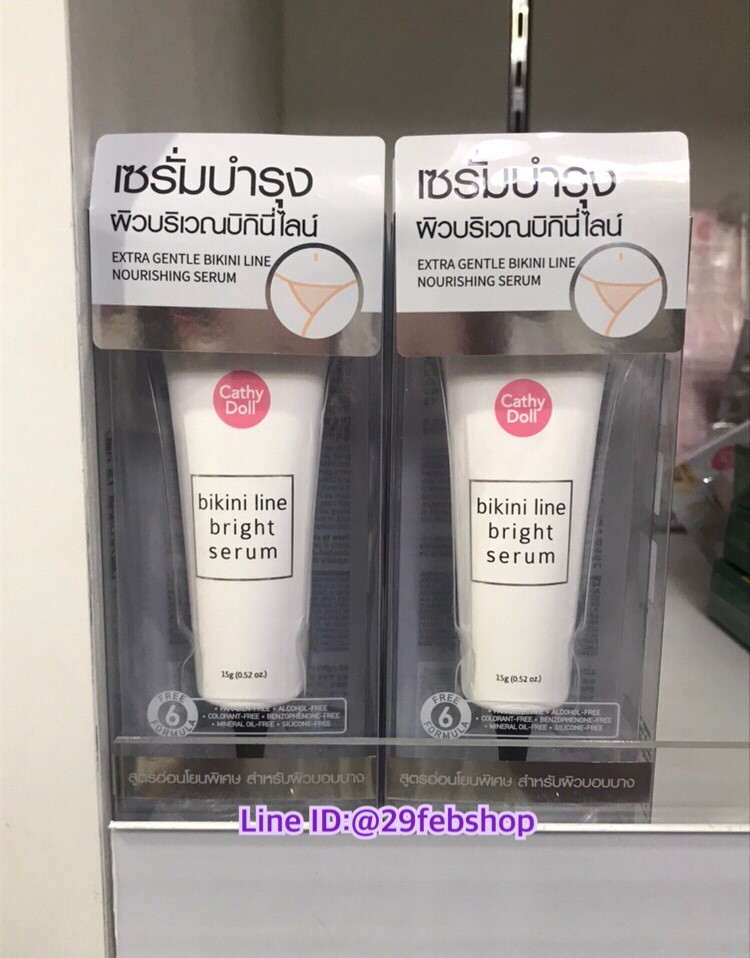 เซรั่มบำรุง
ผิวบริเวณบิกินี่ไลน์
EXTRA GENTLE BIKINI LINE
NOURISHING SERUM
Cathy
Doll
bikini line
bright
serum
15g (0.52 oz.)
FREE
6
FORMULA
• ALCOHOL-FREE
• COLORANT-FREE • BENZOPHENONE-FREE
• MINERAL OIL-FREE • SILICONE-FREE
สูตรอ่อนโยนพิเศษ สำหรับผิวบอบบาง
เซรั่มบำรุง
ผิวบริเวณบิกินี่ไลน์
EXTRA GENTLE BIKINI LINE
NOURISHING SERUM
Cathy
Doll
bikini line
bright
serum
15g (0.52 oz.)
FREE
6
FORMULA
• ALCOHOL-FREE
• COLORANT-FREE • BENZOPHENONE-FREE
• MINERAL OIL-FREE • SILICONE-FREE
สูตรอ่อนโยนพิเศษ สำหรับผิวบอบบาง
Line ID:@29febshop